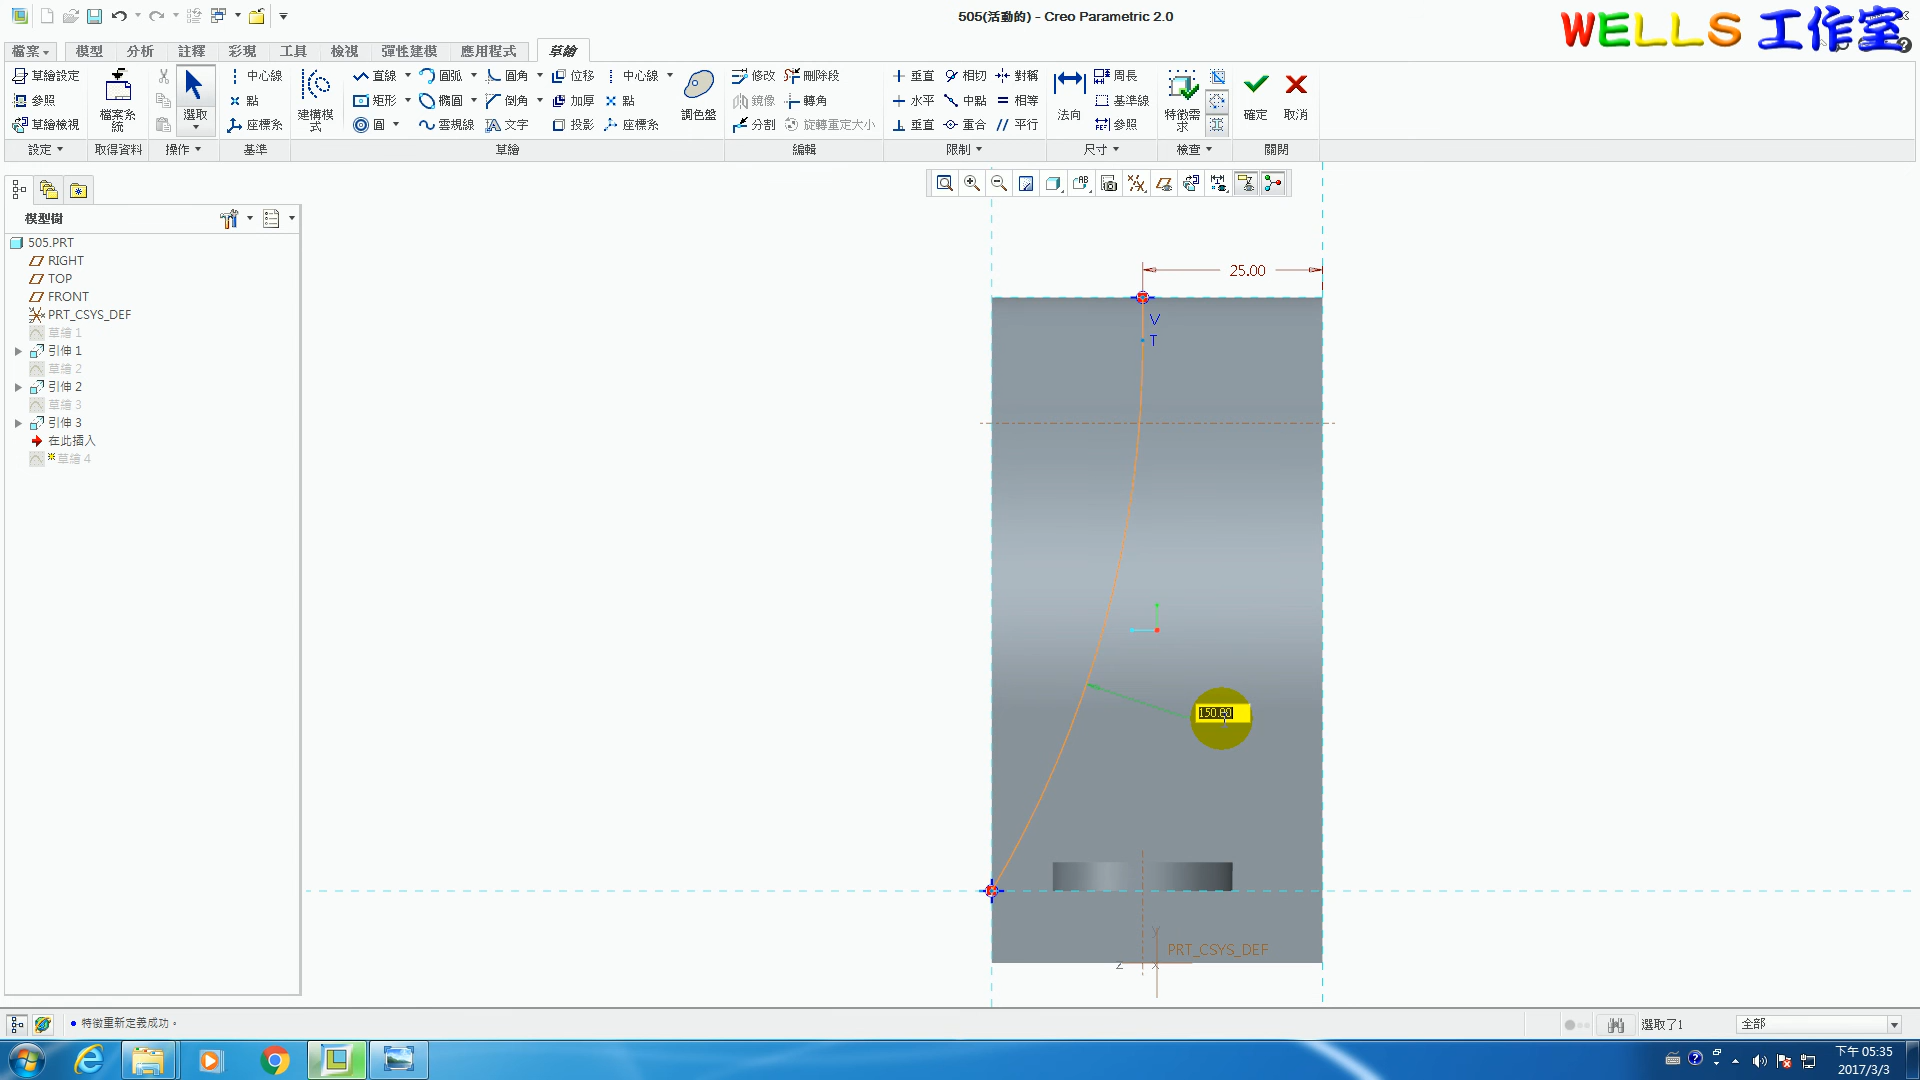 505(活動的) - Creo Parametric 2.0
WELLS 工作室
檔案 模型 分析 註釋 彩現 工具 檢視 彈性建模 應用程式 草繪
草繪設定
參照
草繪檢視
檔案系統
選取
中心線
點
座標系
建構模式
直線 圓弧 圓角 位移 中心線
矩形 橢圓 倒角 加厚 點
圓 雲規線 文字 投影 座標系
調色盤
修改 刪除段
鏡像 轉角
分割 旋轉重定大小
垂直 相切 對稱
水平 中點 相等
垂直 重合 平行
法向
周長
基準線
參照
特徵需求
確定
取消
設定 取得資料 操作 基準 草繪 編輯 限制 尺寸 檢查 關閉
模型樹
505.PRT
RIGHT
TOP
FRONT
PRT_CSYS_DEF
草繪 1
引伸 1
草繪 2
引伸 2
草繪 3
引伸 3
在此插入
草繪 4
25.00
V
T
150.00
Y
PRT_CSYS_DEF
Z
X
特徵重新定義成功。
選取了1
全部
下午 05:35
2017/3/3